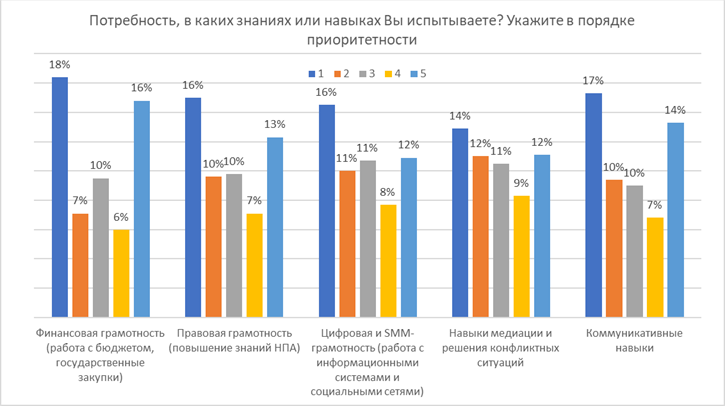 Потребность, в каких знаниях или навыках Вы испытываете? Укажите в порядке
приоритетности
1 2 3 4 5
18% 7% 10% 6% 16%
16% 10% 10% 7% 13%
16% 11% 11% 8% 12%
14% 12% 11% 9% 12%
17% 10% 10% 7% 14%
Финансовая грамотность
(работа с бюджетом,
государственные
закупки)
Правовая грамотность
(повышение знаний НПА)
Цифровая и SMM-
грамотность (работа с
информационными
системами и
социальными сетями)
Навыки медиации и
решения конфликтных
ситуаций
Коммуникативные
навыки